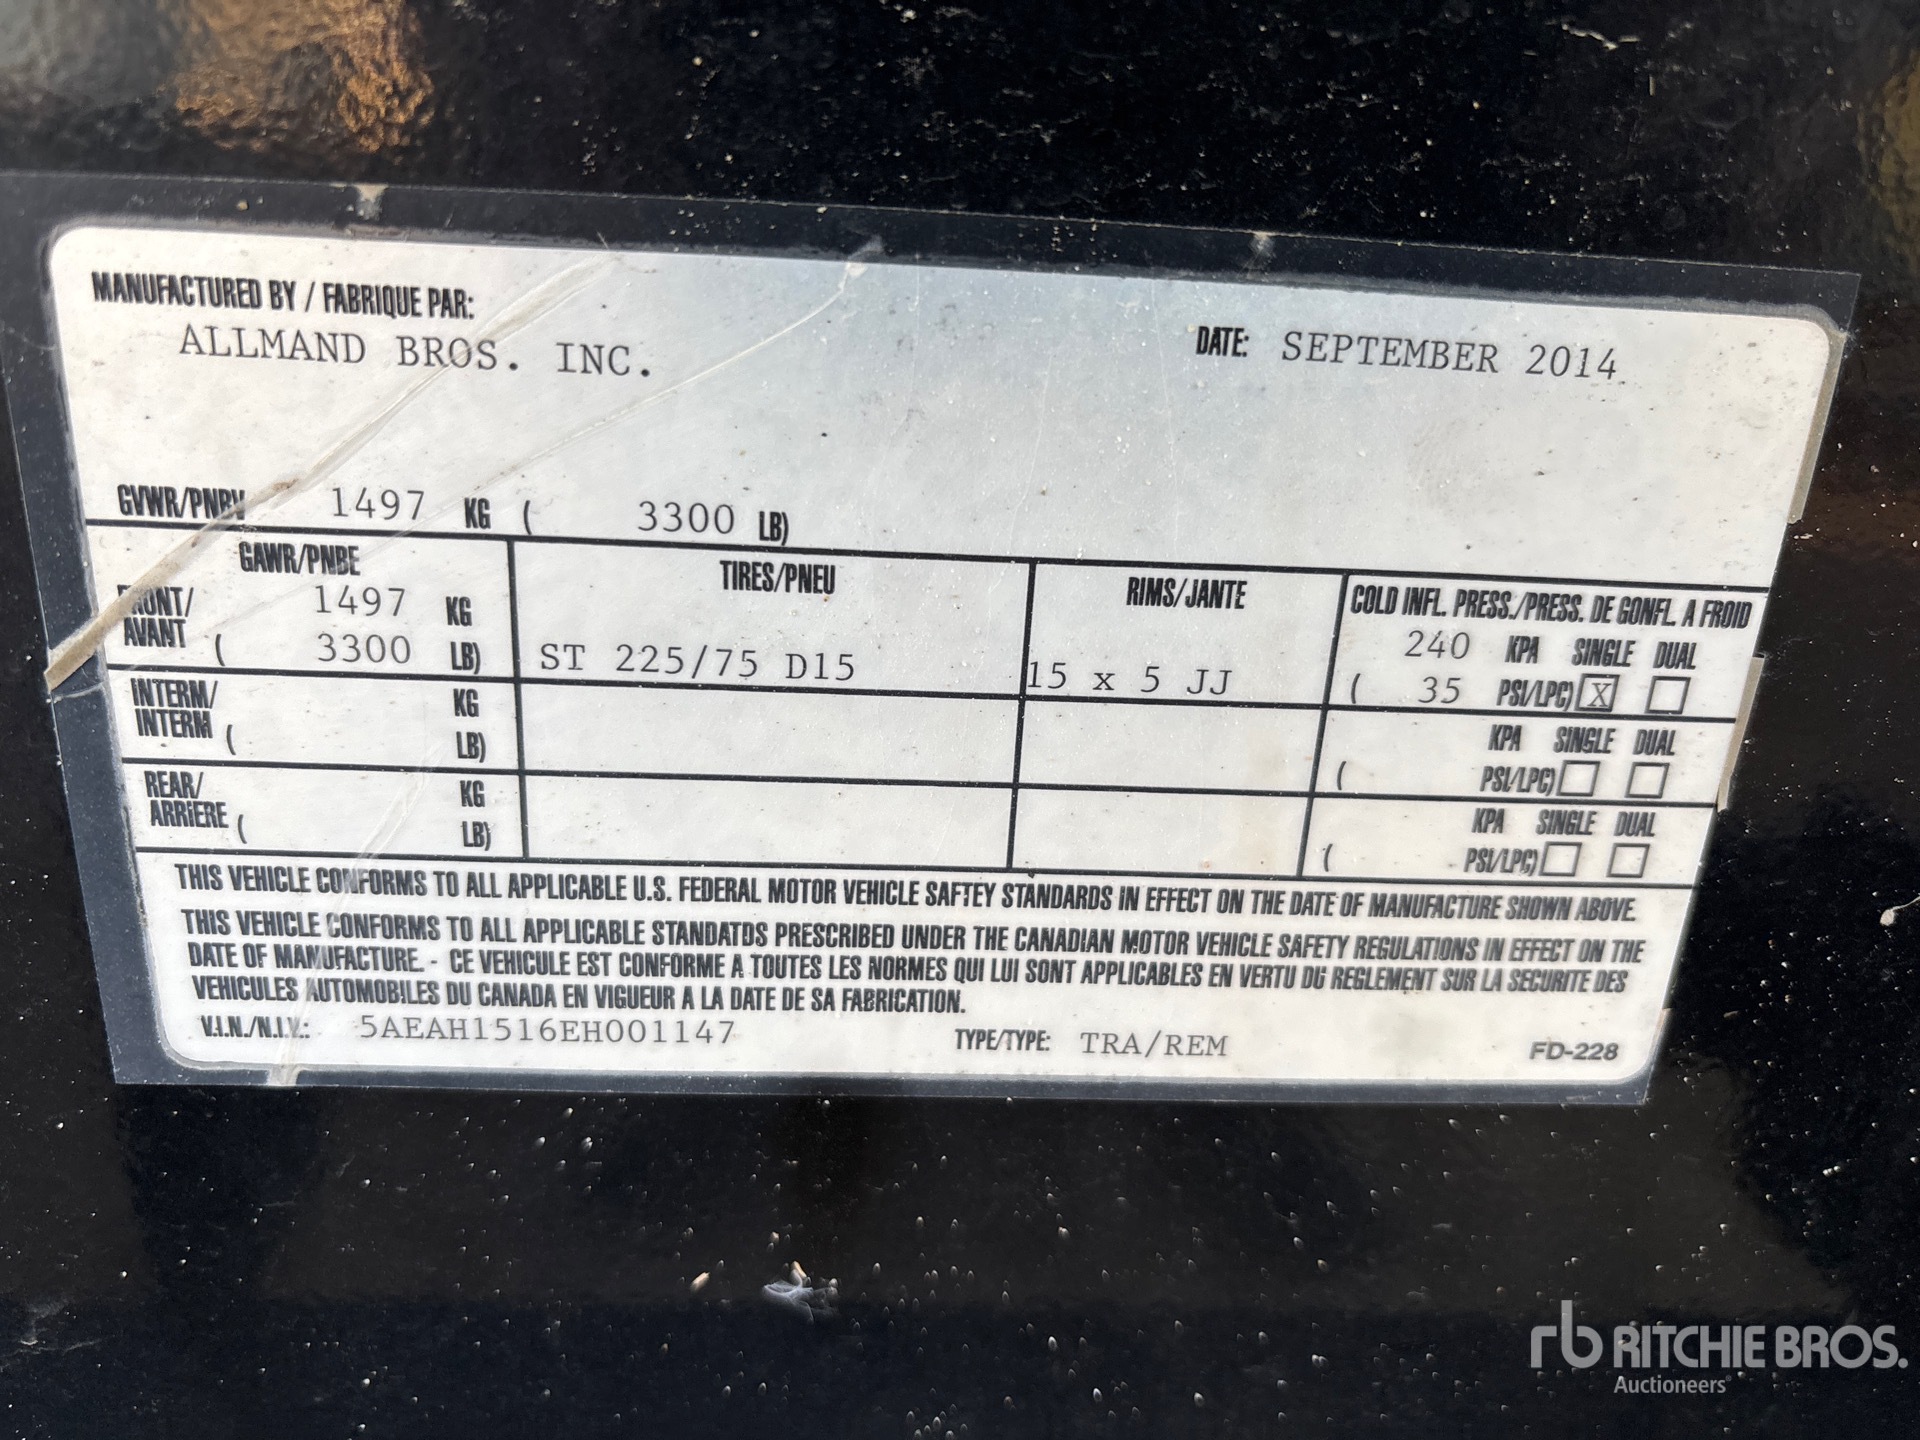 MANUFACTURED BY / FABRIQUE PAR:
ALLMAND BROS. INC.
DATE: SEPTEMBER 2014
GVWR/PNBV 1497 KG ( 3300 LB)
GAWR/PNBE TIRES/PNEU RIMS/JANTE COLD INFL. PRESS./PRESS. DE GONFL. A FROID
FRONT/ 1497 KG 240 KPA SINGLE DUAL
AVANT ( 3300 LB) ST 225/75 D15 15 x 5 JJ ( 35 PSI/LPC) X
INTERM/ KG KPA SINGLE DUAL
INTERM ( LB) ( PSI/LPC)
REAR/ KG KPA SINGLE DUAL
ARRIERE ( LB) ( PSI/LPC)
THIS VEHICLE CONFORMS TO ALL APPLICABLE U.S. FEDERAL MOTOR VEHICLE SAFTEY STANDARDS IN EFFECT ON THE DATE OF MANUFACTURE SHOWN ABOVE.
THIS VEHICLE CONFORMS TO ALL APPLICABLE STANDATDS PRESCRIBED UNDER THE CANADIAN MOTOR VEHICLE SAFETY REGULATIONS IN EFFECT ON THE
DATE OF MANUFACTURE. - CE VEHICULE EST CONFORME A TOUTES LES NORMES QUI LUI SONT APPLICABLES EN VERTU DU REGLEMENT SUR LA SECURITE DES
VEHICULES AUTOMOBILES DU CANADA EN VIGUEUR A LA DATE DE SA FABRICATION.
V.I.N./N.I.V.: 5AEAH1516EH001147 TYPE/TYPE: TRA/REM FD-228
rb RITCHIE BROS.
Auctioneers